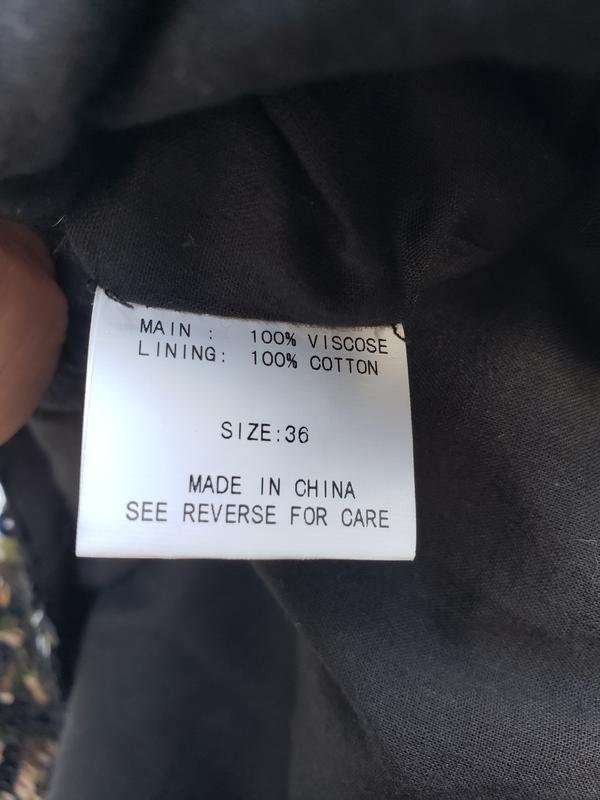 MAIN : 100% VISCOSE
LINING: 100% COTTON
SIZE:36
MADE IN CHINA
SEE REVERSE FOR CARE